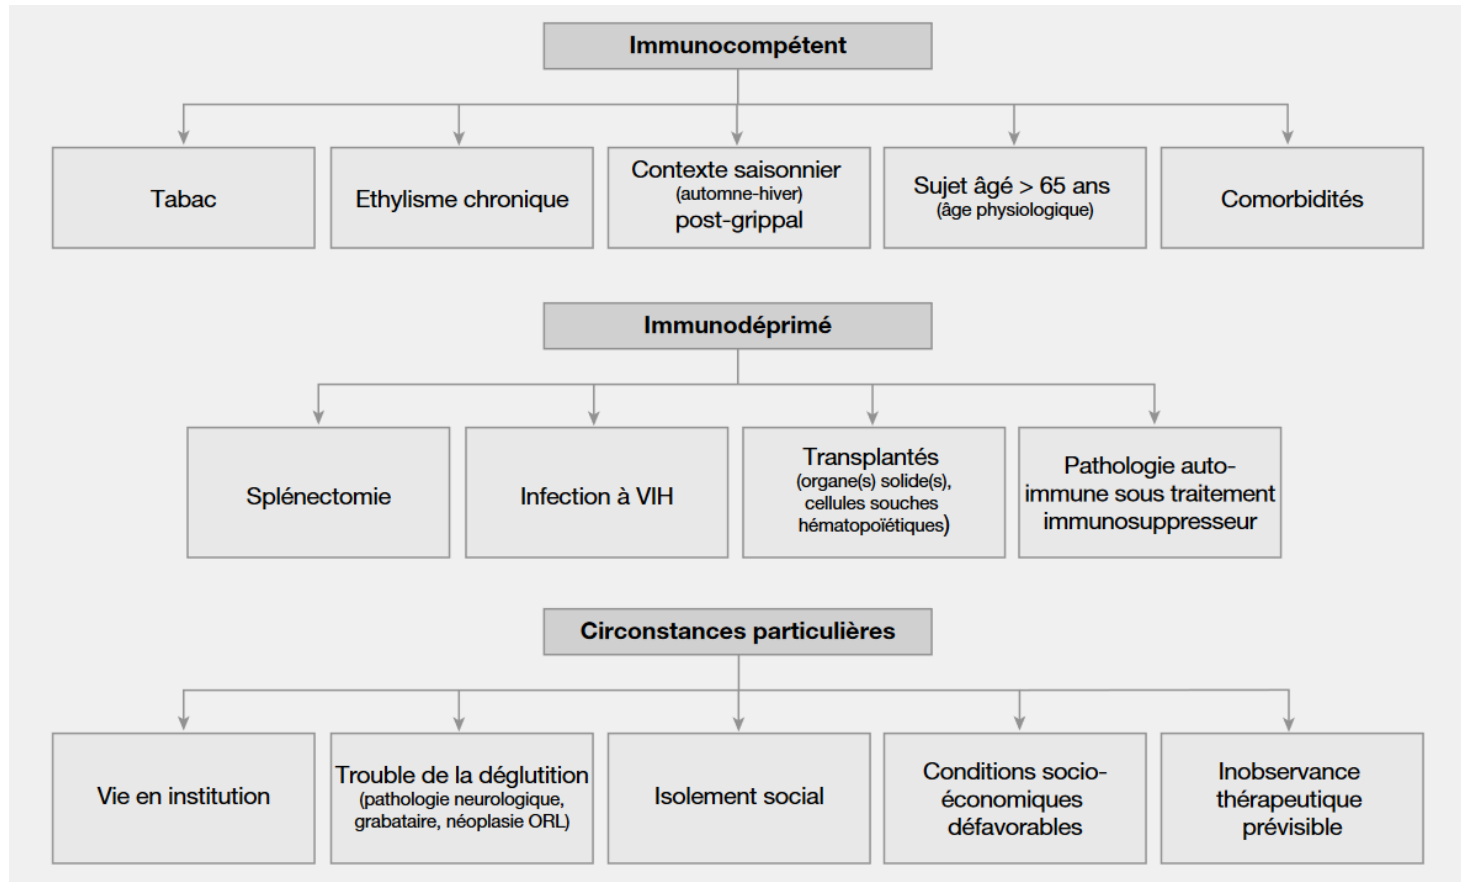 Immunocompétent
Tabac
Ethylisme chronique
Contexte saisonnier
(automne-hiver)
post-grippal
Sujet âgé > 65 ans
(âge physiologique)
Comorbidités
Immunodéprimé
Splénectomie
Infection à VIH
Transplantés
(organe(s) solide(s),
cellules souches
hématopoïétiques)
Pathologie auto-
immune sous traitement
immunosuppresseur
Circonstances particulières
Vie en institution
Trouble de la déglutition
(pathologie neurologique,
grabataire, néoplasie ORL)
Isolement social
Conditions socio-
économiques
défavorables
Inobservance
thérapeutique
prévisible